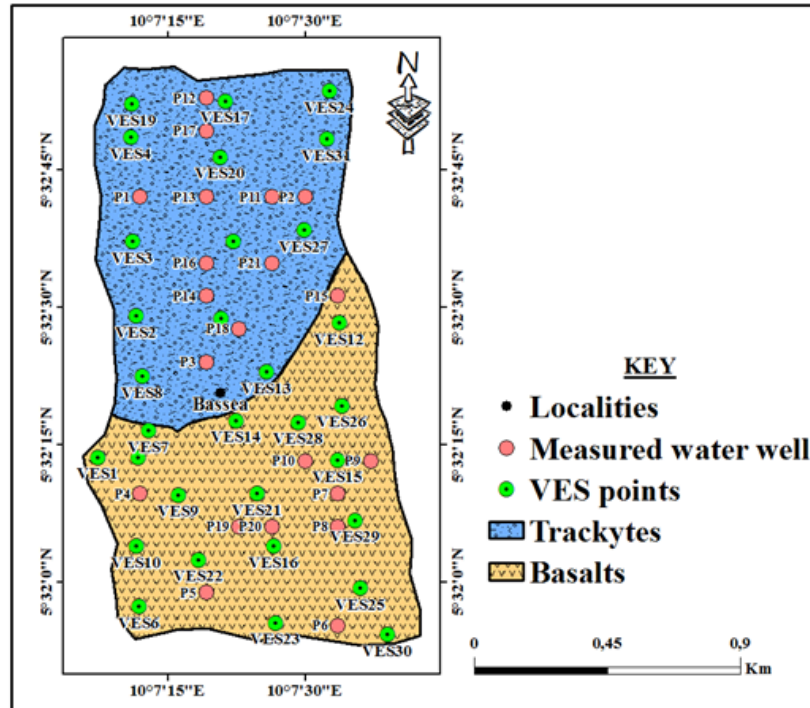 10°7'15"E 10°7'30"E
N
P12
VES19 VES17 VES24
P17
VES4 VES31
VES20
5°32'45"N 5°32'45"N
P1 P13 P11 P2
VES3 VES27
P16 P21
P14 P15
5°32'30"N 5°32'30"N
VES2 P18 VES12
P3
VES8 VES13
Bassea
VES26
VES14 VES28
5°32'15"N 5°32'15"N
VES7
VES1 P10 P9
VES15
P4 VES9 VES21 P7
P19 P20 P8
VES29
VES10 VES16
VES22
5°32'0"N 5°32'0"N
P5 VES25
VES6 VES23 P6
VES30
10°7'15"E 10°7'30"E
KEY
Localities
Measured water well
VES points
Trackytes
Basalts
0 0,45 0,9
Km